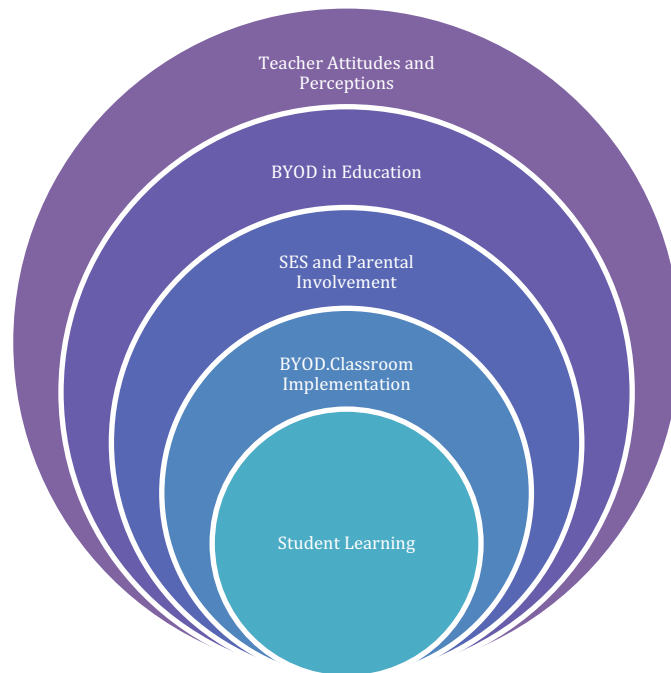 Teacher Attitudes and
Perceptions
BYOD in Education
SES and Parental
Involvement
BYOD.Classroom
Implementation
Student Learning